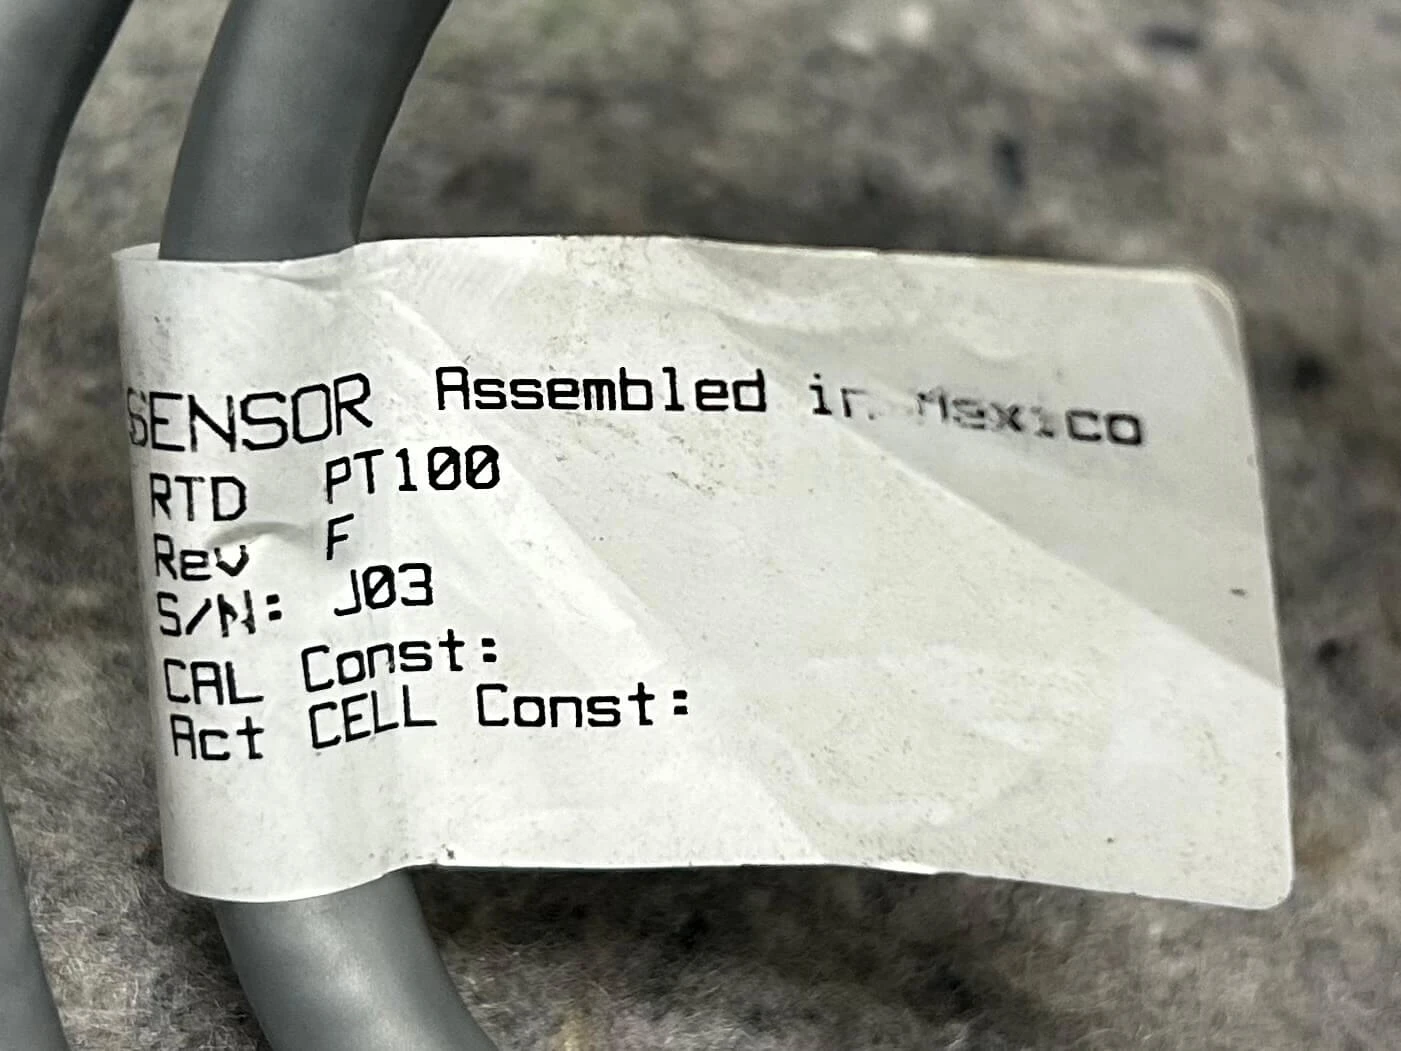 SENSOR Assembled in Mexico
RTD PT100
Rev F
S/N: J03
CAL Const:
Act CELL Const: